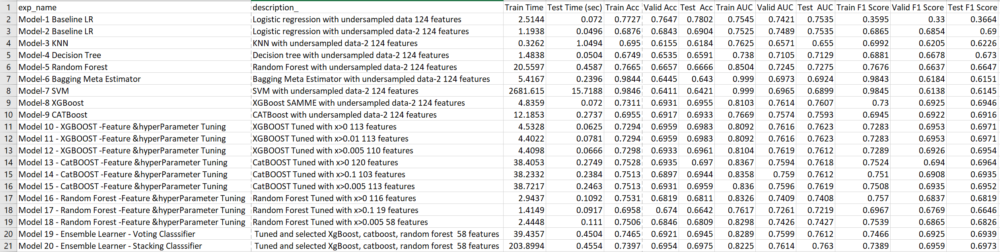 1 exp_name description_ Train Time Test Time (sec) Train Acc Valid Acc Test Acc Train AUC Valid AUC Test AUC Train F1 Score Valid F1 Score Test F1 Score
2 Model-1 Baseline LR Logistic regression with undersampled data 124 features 2.5144 0.072 0.7727 0.7647 0.7802 0.7545 0.7421 0.7535 0.3595 0.33 0.3664
3 Model-2 Baseline LR Logistic regression with undersampled data-2 124 features 1.1938 0.0496 0.6876 0.6843 0.6904 0.7525 0.7489 0.7535 0.6865 0.6854 0.69
4 Model-3 KNN KNN with undersampled data-2 124 features 0.3262 1.0494 0.695 0.6155 0.6184 0.7625 0.6571 0.655 0.6992 0.6205 0.6226
5 Model-4 Decision Tree Decision tree with undersampled data-2 124 features 1.4838 0.0504 0.6749 0.6535 0.6591 0.738 0.7105 0.7129 0.6881 0.6678 0.673
6 Model-5 Random Forest Random Forest with undersampled data-2 124 features 20.5597 0.4587 0.7665 0.6657 0.6666 0.8504 0.7245 0.7275 0.7676 0.6637 0.6647
7 Model-6 Bagging Meta Estimator Bagging Meta Estimator with undersampled data-2 124 features 5.4167 0.2396 0.9844 0.6445 0.643 0.999 0.6973 0.6924 0.9843 0.6184 0.6151
8 Model-7 SVM SVM with undersampled data-2 124 features 2681.615 15.7188 0.9846 0.6411 0.6421 0.999 0.6965 0.6899 0.9845 0.6138 0.6145
9 Model-8 XGBoost XGBoost SAMME with undersampled data-2 124 features 4.8359 0.072 0.7311 0.6931 0.6955 0.8103 0.7614 0.7607 0.73 0.6925 0.6946
10 Model-9 CATBoost CATBoost with undersampled data-2 124 features 12.1853 0.2737 0.6955 0.6917 0.6933 0.7669 0.7574 0.7593 0.6945 0.6922 0.6916
11 Model 10 - XGBOOST -Feature &hyperParameter Tuning XGBOOST Tuned with x>0 113 features 4.5328 0.0625 0.7294 0.6959 0.6983 0.8092 0.7616 0.7623 0.7283 0.6953 0.6971
12 Model 11 - XGBOOST -Feature &hyperParameter Tuning XGBOOST Tuned with x>0.01 113 features 4.4022 0.0781 0.7294 0.6959 0.6983 0.8092 0.7616 0.7623 0.7283 0.6953 0.6971
13 Model 12 - XGBOOST -Feature &hyperParameter Tuning XGBOOST Tuned with x>0.005 110 features 4.4098 0.0666 0.7298 0.6933 0.6961 0.8104 0.7619 0.7612 0.7289 0.6926 0.6954
14 Model 13 - CatBOOST -Feature &hyperParameter Tuning CatBOOST Tuned with x>0 120 features 38.4053 0.2749 0.7528 0.6935 0.697 0.8367 0.7594 0.7618 0.7524 0.694 0.6964
15 Model 14 - CatBOOST -Feature &hyperParameter Tuning CatBOOST Tuned with x>0.1 103 features 38.2332 0.2384 0.7513 0.6897 0.6944 0.8358 0.759 0.7612 0.751 0.6908 0.6935
16 Model 15 - CatBOOST -Feature &hyperParameter Tuning CatBOOST Tuned with x>0.005 113 features 38.7217 0.2463 0.7513 0.6931 0.6959 0.836 0.7596 0.7619 0.7508 0.6935 0.6952
17 Model 16 - Random Forest -Feature &hyperParameter Tuning Random Forest Tuned with x>0 116 features 2.9437 0.1092 0.7531 0.6819 0.6811 0.8326 0.7409 0.7408 0.757 0.6837 0.6819
18 Model 17 - Random Forest -Feature &hyperParameter Tuning Random Forest Tuned with x>0.1 19 features 1.4149 0.0917 0.6958 0.674 0.6642 0.7617 0.7261 0.7219 0.6967 0.6769 0.6646
19 Model 18 - Random Forest -Feature &hyperParameter Tuning Random Forest Tuned with x>0.005 58 features 2.4448 0.111 0.7506 0.6846 0.6809 0.8298 0.7426 0.7427 0.7539 0.6865 0.6826
20 Model 19 - Ensemble Learner - Voting Classsifier Tuned and selected XgBoost, catboost, random forest 58 features 39.4357 0.4504 0.7465 0.6921 0.6945 0.8289 0.7599 0.7612 0.7466 0.6925 0.6939
21 Model 20 - Ensemble Learner - Stacking Classsifier Tuned and selected XgBoost, catboost, random forest 58 features 203.8994 0.4554 0.7397 0.6954 0.6975 0.8225 0.7614 0.763 0.7389 0.6959 0.6973